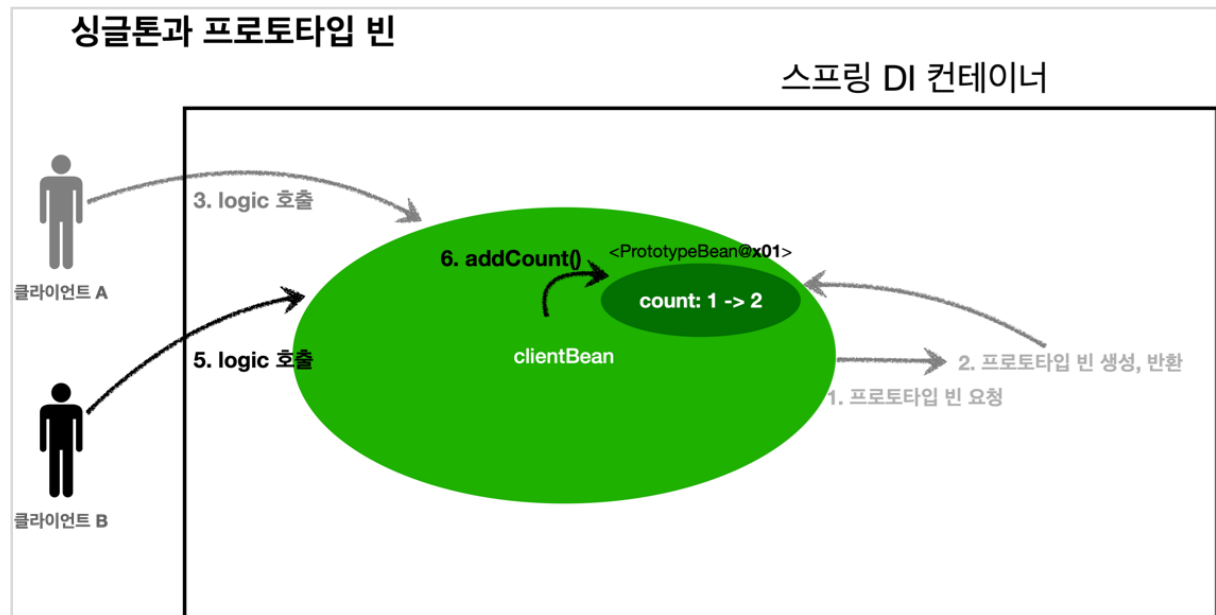 싱글톤과 프로토타입 빈
스프링 DI 컨테이너
3. logic 호출
클라이언트 A
6. addCount()
<PrototypeBean@x01>
count: 1 -> 2
5. logic 호출
clientBean
2. 프로토타입 빈 생성, 반환
1. 프로토타입 빈 요청
클라이언트 B